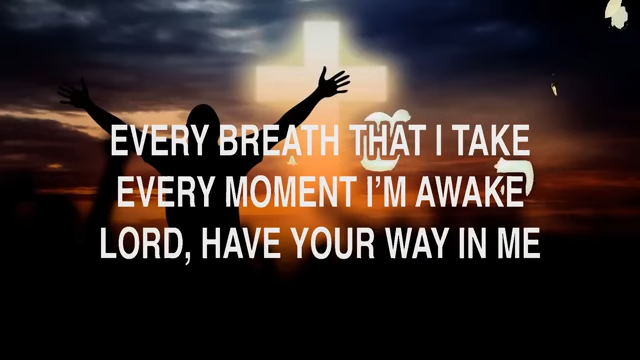 EVERY BREATH THAT I TAKE
EVERY MOMENT I'M AWAKE
LORD, HAVE YOUR WAY IN ME